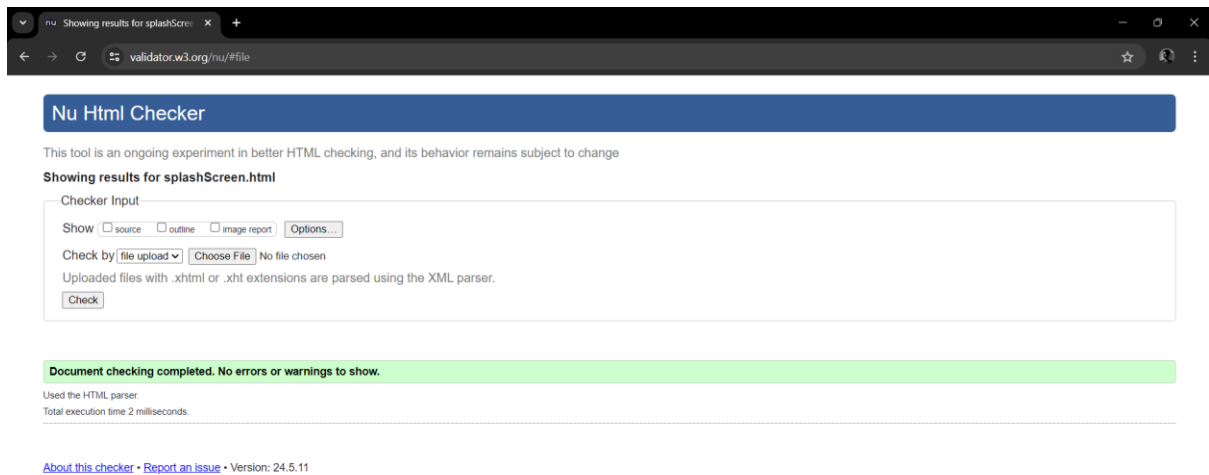 nu Showing results for splashScree
validator.w3.org/nu/#file
Nu Html Checker
This tool is an ongoing experiment in better HTML checking, and its behavior remains subject to change
Showing results for splashScreen.html
Checker Input
Show source outline image report Options...
Check by file upload Choose File No file chosen
Uploaded files with .xhtml or .xht extensions are parsed using the XML parser.
Check
Document checking completed. No errors or warnings to show.
Used the HTML parser.
Total execution time 2 milliseconds.
About this checker • Report an issue • Version: 24.5.11